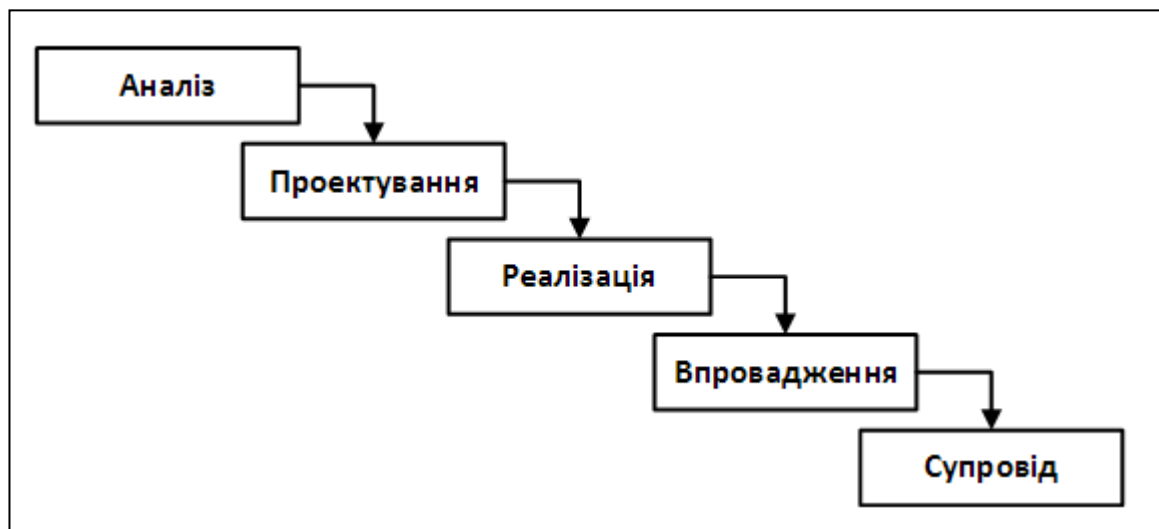 Аналіз
Проектування
Реалізація
Впровадження
Супровід